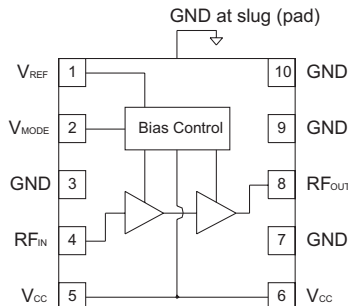 GND at slug (pad)
VREF 1
10 GND
VMODE 2
Bias Control
9 GND
GND 3
8 RFOUT
RFIN 4
7 GND
VCC 5
6 VCC